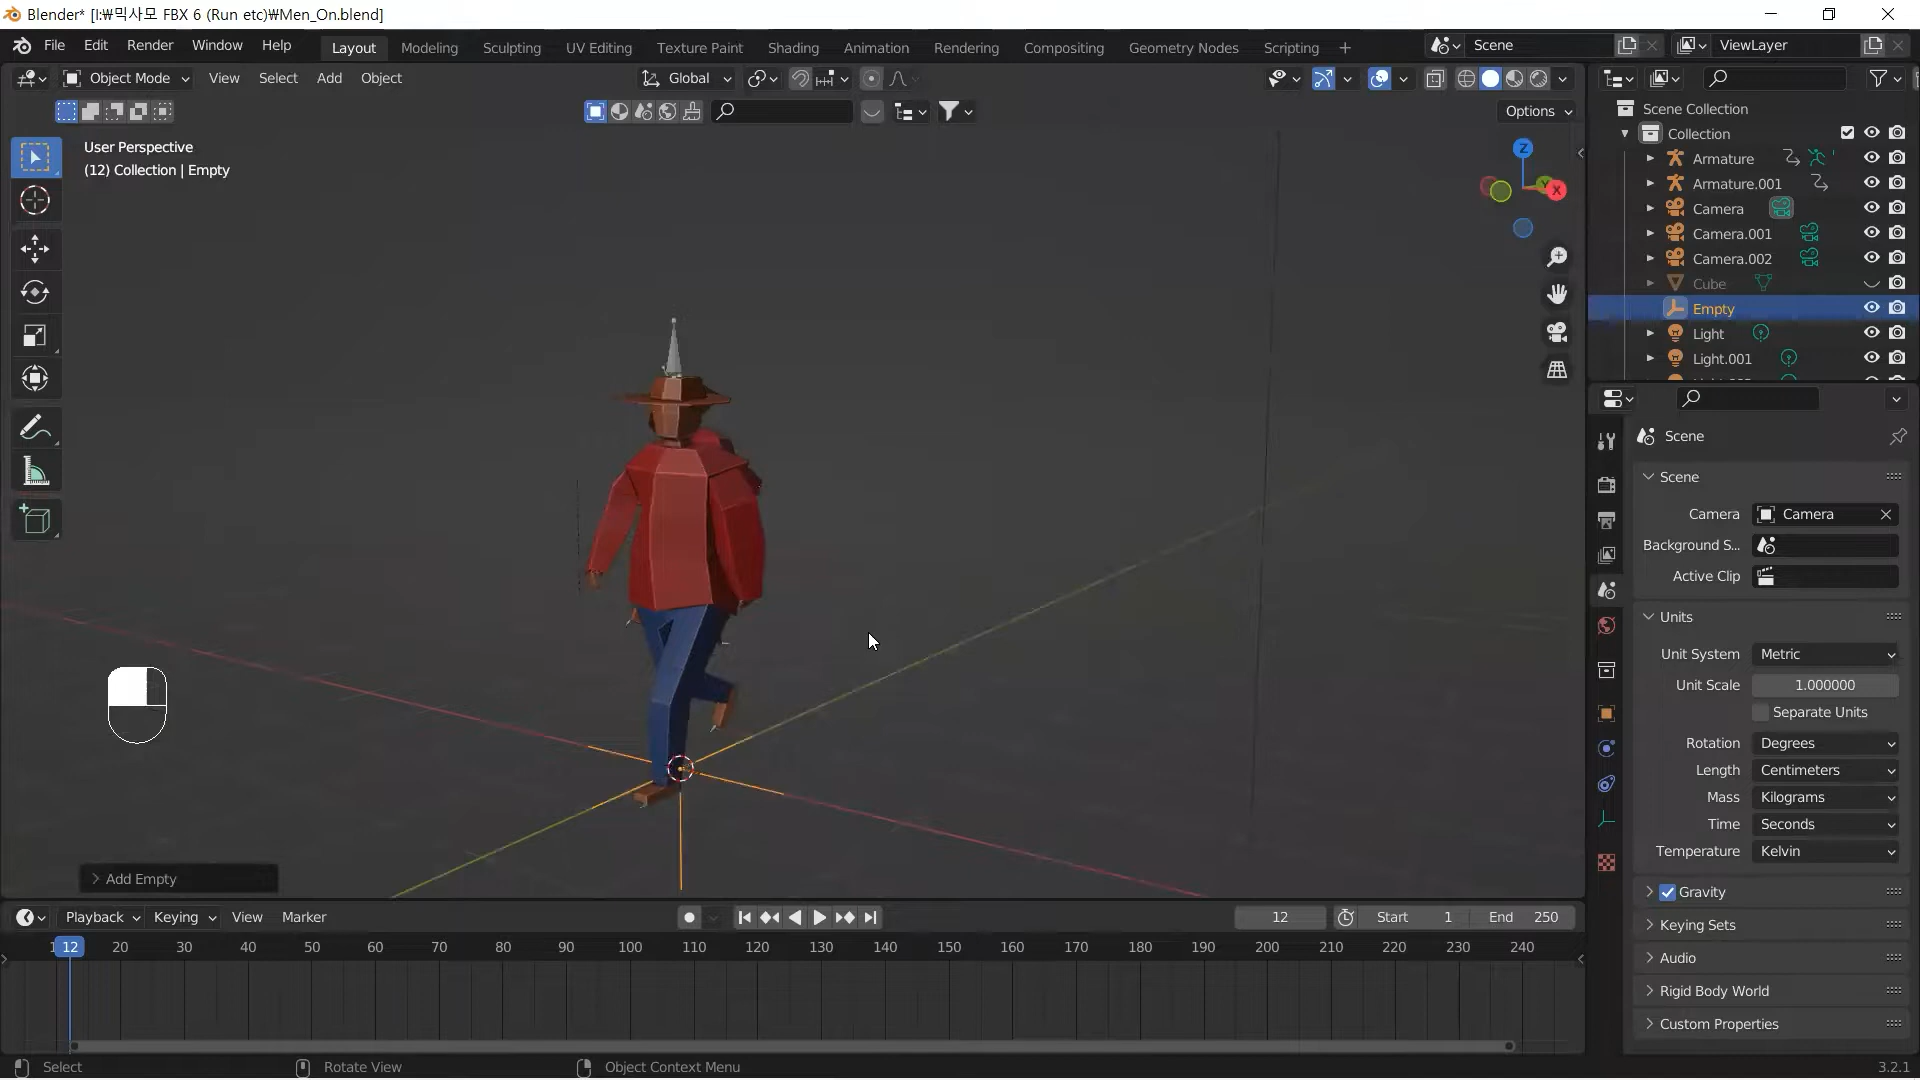 Blender* [I:₩믹사모 FBX 6 (Run etc)₩Men_On.blend]
File Edit Render Window Help Layout Modeling Sculpting UV Editing Texture Paint Shading Animation Rendering Compositing Geometry Nodes Scripting + Scene ViewLayer
Object Mode View Select Add Object Global
Options
User Perspective
(12) Collection | Empty
Z
Y
X
Scene Collection
Collection
Armature
Armature.001
Camera
Camera.001
Camera.002
Cube
Empty
Light
Light.001
Scene
Scene
Camera Camera
Background S...
Active Clip
Units
Unit System Metric
Unit Scale 1.000000
Separate Units
Rotation Degrees
Length Centimeters
Mass Kilograms
Time Seconds
Temperature Kelvin
Gravity
Keying Sets
Audio
Rigid Body World
Custom Properties
Add Empty
Playback Keying View Marker 12 Start 1 End 250
12 20 30 40 50 60 70 80 90 100 110 120 130 140 150 160 170 180 190 200 210 220 230 240
Select Rotate View Object Context Menu 3.2.1